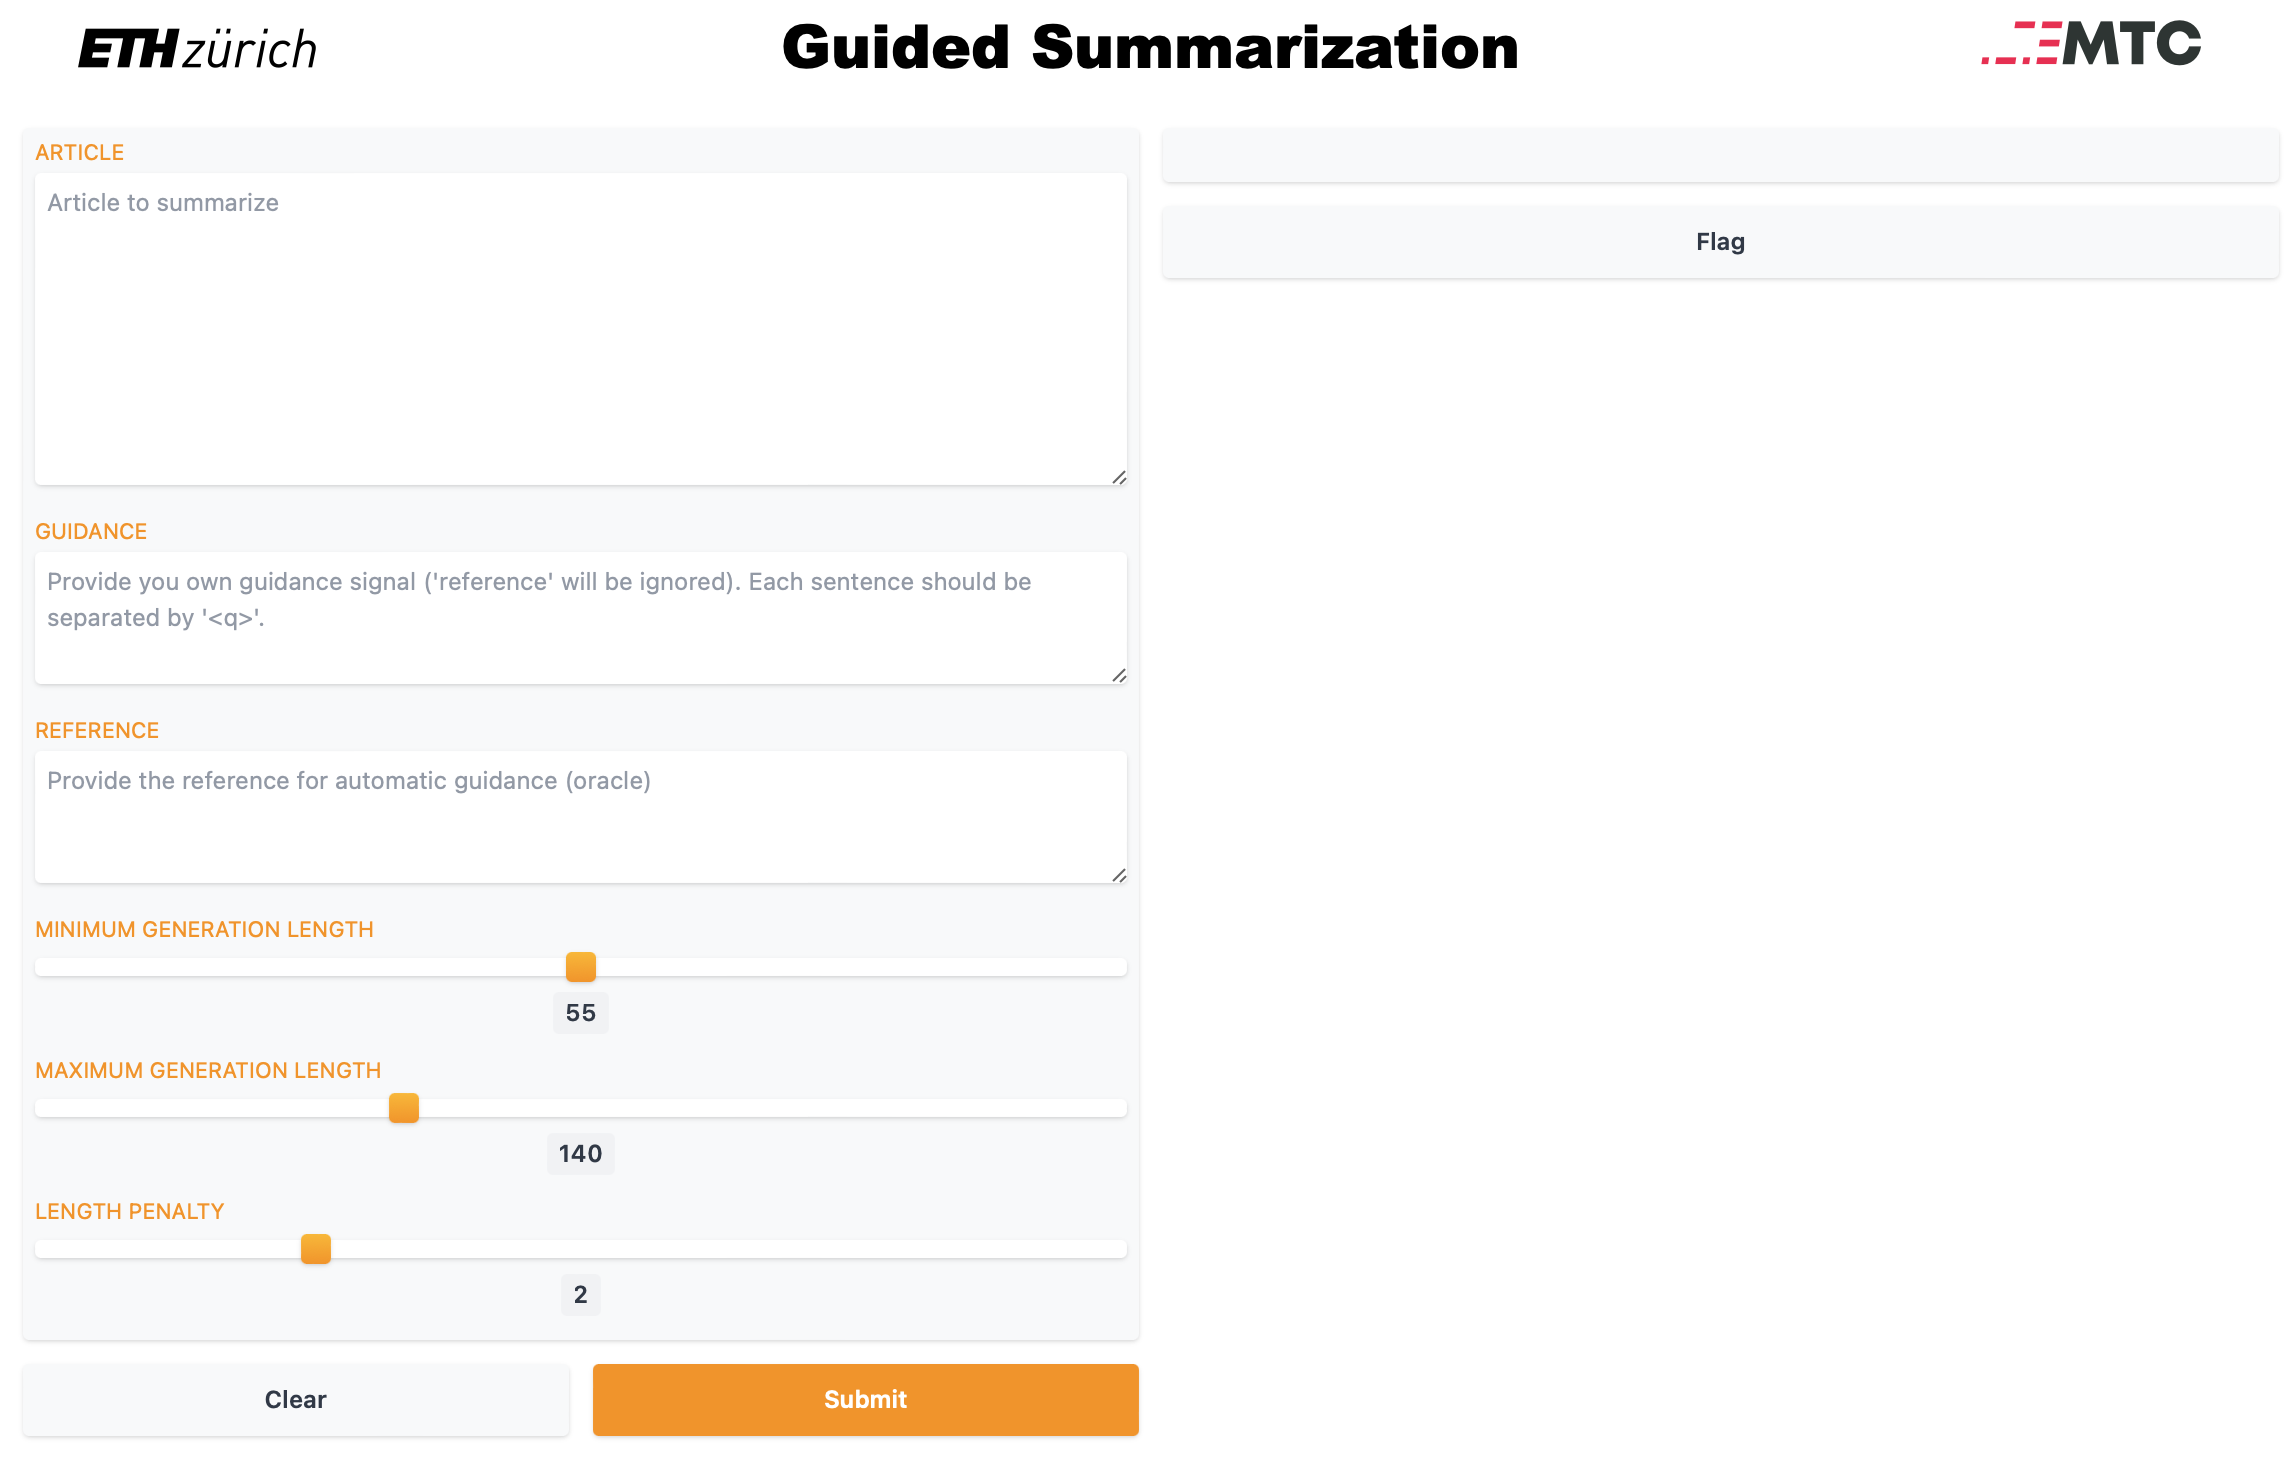 ETH zürich
Guided Summarization
MTC
ARTICLE
Article to summarize
GUIDANCE
Provide you own guidance signal ('reference' will be ignored). Each sentence should be
separated by '<q>'.
REFERENCE
Provide the reference for automatic guidance (oracle)
MINIMUM GENERATION LENGTH
55
MAXIMUM GENERATION LENGTH
140
LENGTH PENALTY
2
Clear
Submit
Flag